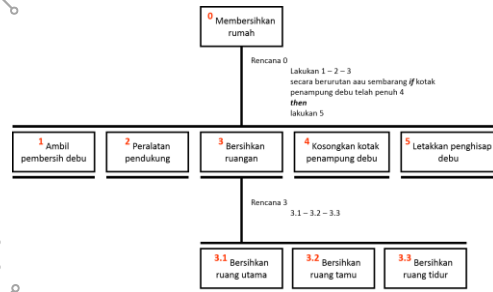 0 Membersihkan
rumah
Rencana 0
Lakukan 1 – 2 – 3
secara berurutan aau sembarang if kotak
penampung debu telah penuh 4
then
lakukan 5
1 Ambil
pembersih debu
2 Peralatan
pendukung
3 Bersihkan
ruangan
4 Kosongkan kotak
penampung debu
5 Letakkan penghisap
debu
Rencana 3
3.1 – 3.2 – 3.3
3.1 Bersihkan
ruang utama
3.2 Bersihkan
ruang tamu
3.3 Bersihkan
ruang tidur